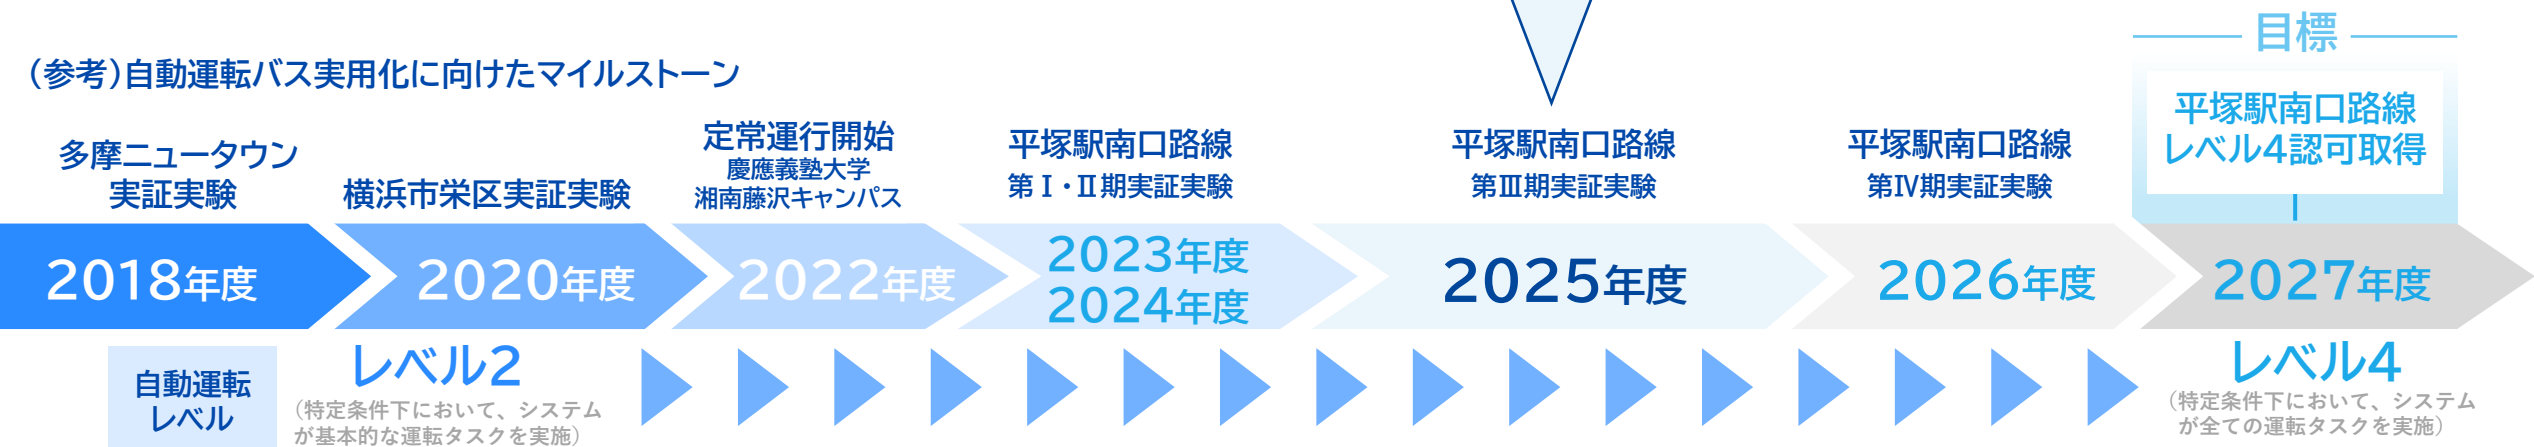 (参考)自動運転バス実用化に向けたマイルストーン
目標
平塚駅南口路線
レベル4認可取得
多摩ニュータウン
実証実験
横浜市栄区実証実験
定常運行開始
慶應義塾大学
湘南藤沢キャンパス
平塚駅南口路線
第Ⅰ・Ⅱ期実証実験
平塚駅南口路線
第Ⅲ期実証実験
平塚駅南口路線
第Ⅳ期実証実験
2018年度
2020年度
2022年度
2023年度
2024年度
2025年度
2026年度
2027年度
自動運転
レベル
レベル2
(特定条件下において、システム
が基本的な運転タスクを実施)
レベル4
(特定条件下において、システム
が全ての運転タスクを実施)